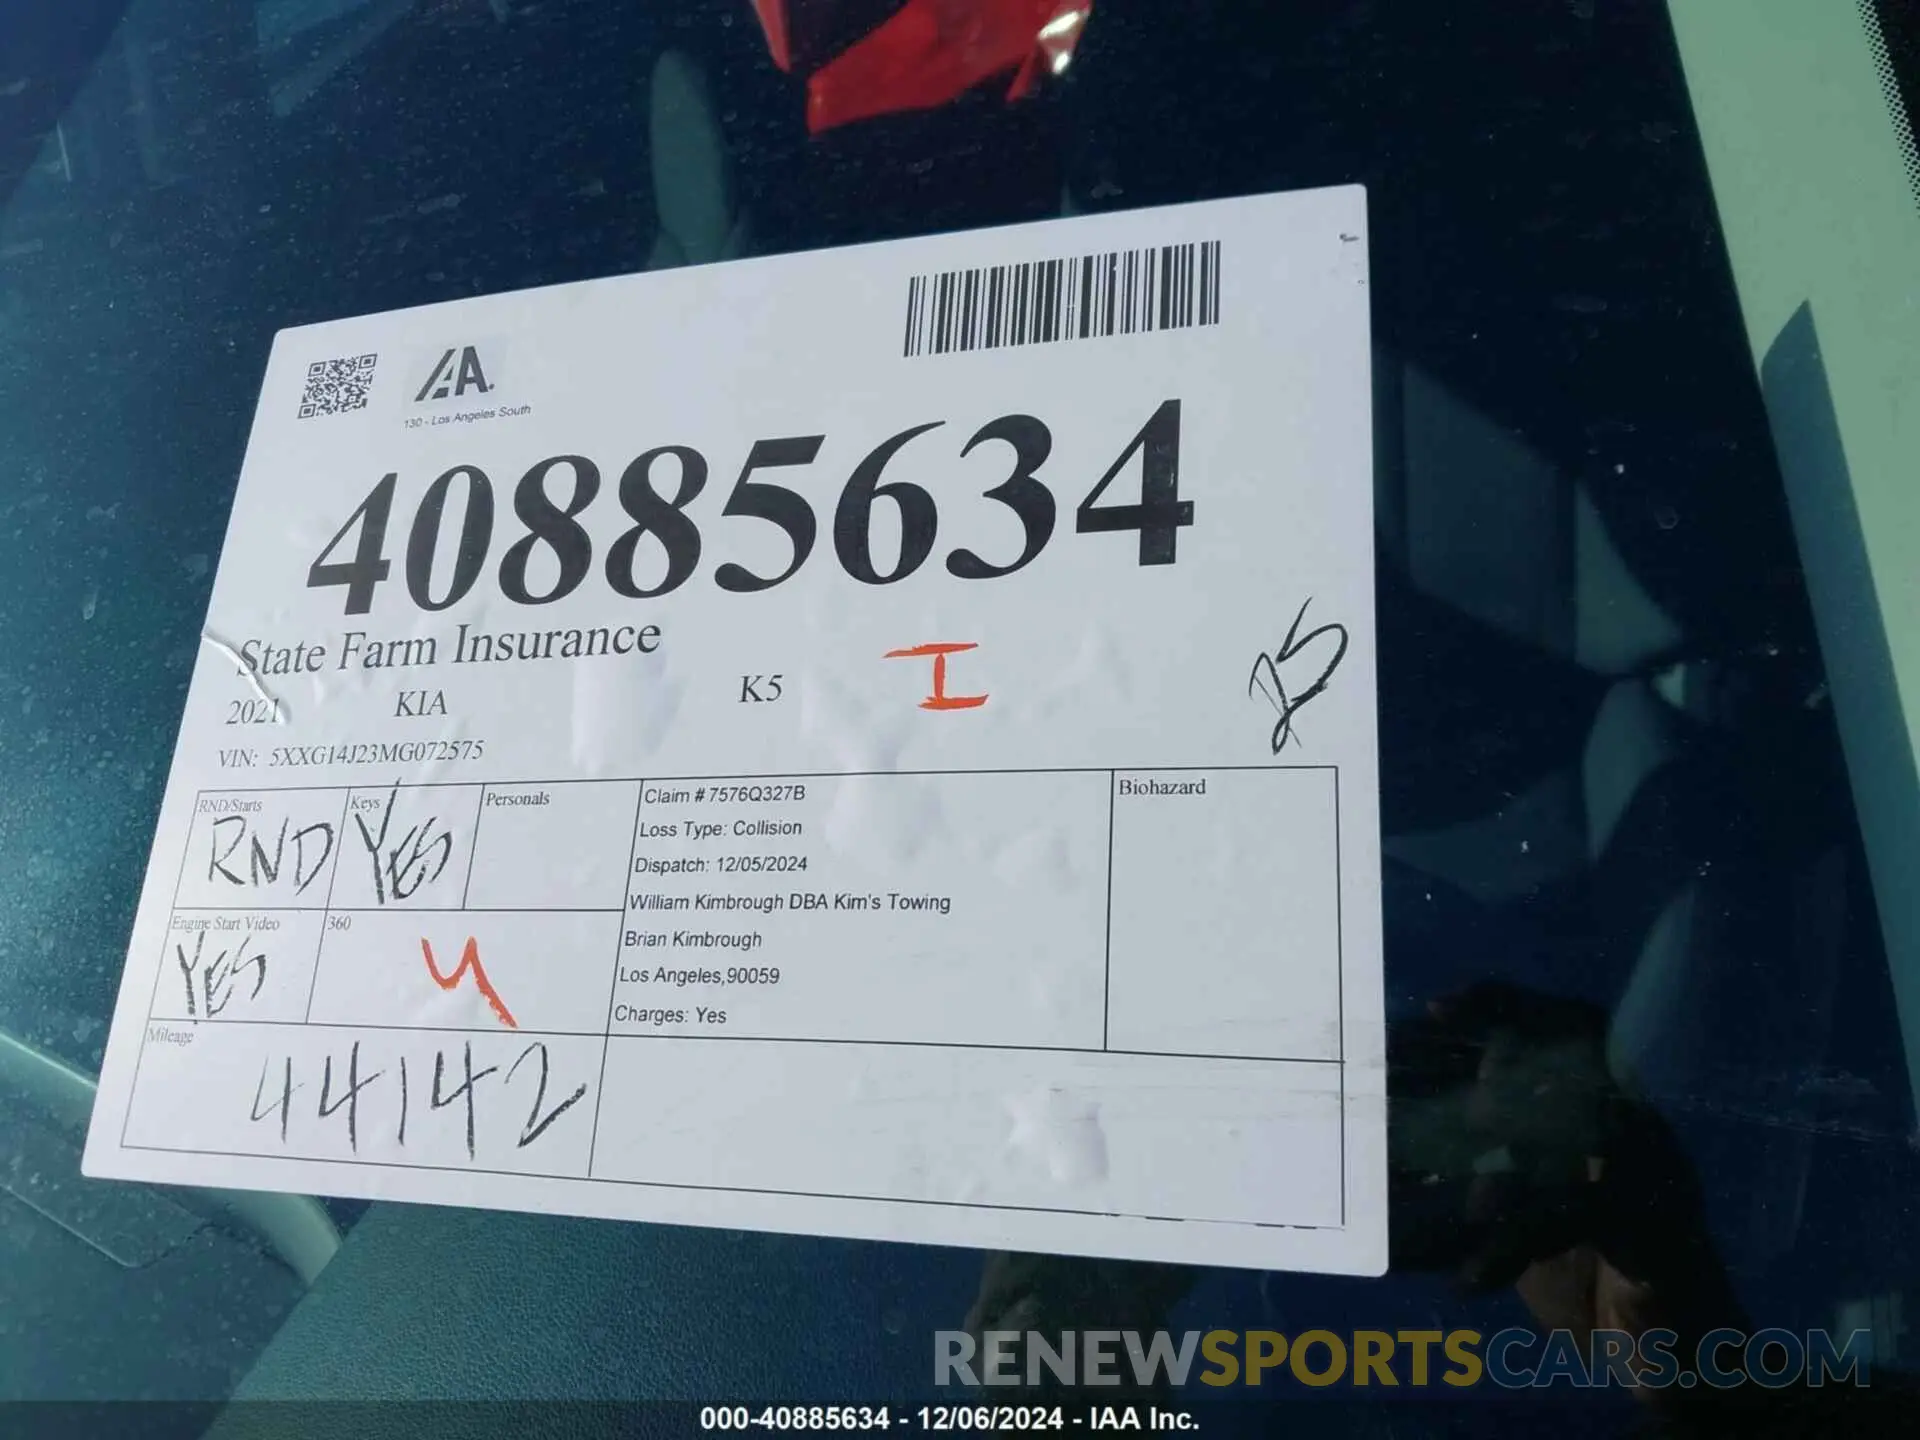 IAA.
130 - Los Angeles South
40885634
State Farm Insurance
2021 KIA K5 I
VIN: 5XXG14J23MG072575
RND/Starts
RND
Keys
YES
Personals
Claim # 7576Q327B
Loss Type: Collision
Dispatch: 12/05/2024
William Kimbrough DBA Kim's Towing
Brian Kimbrough
Los Angeles,90059
Charges: Yes
Biohazard
Engine Start Video
YES
360
Mileage
44142
RENEWSPORTSCARS.COM
000-40885634 - 12/06/2024 - IAA Inc.